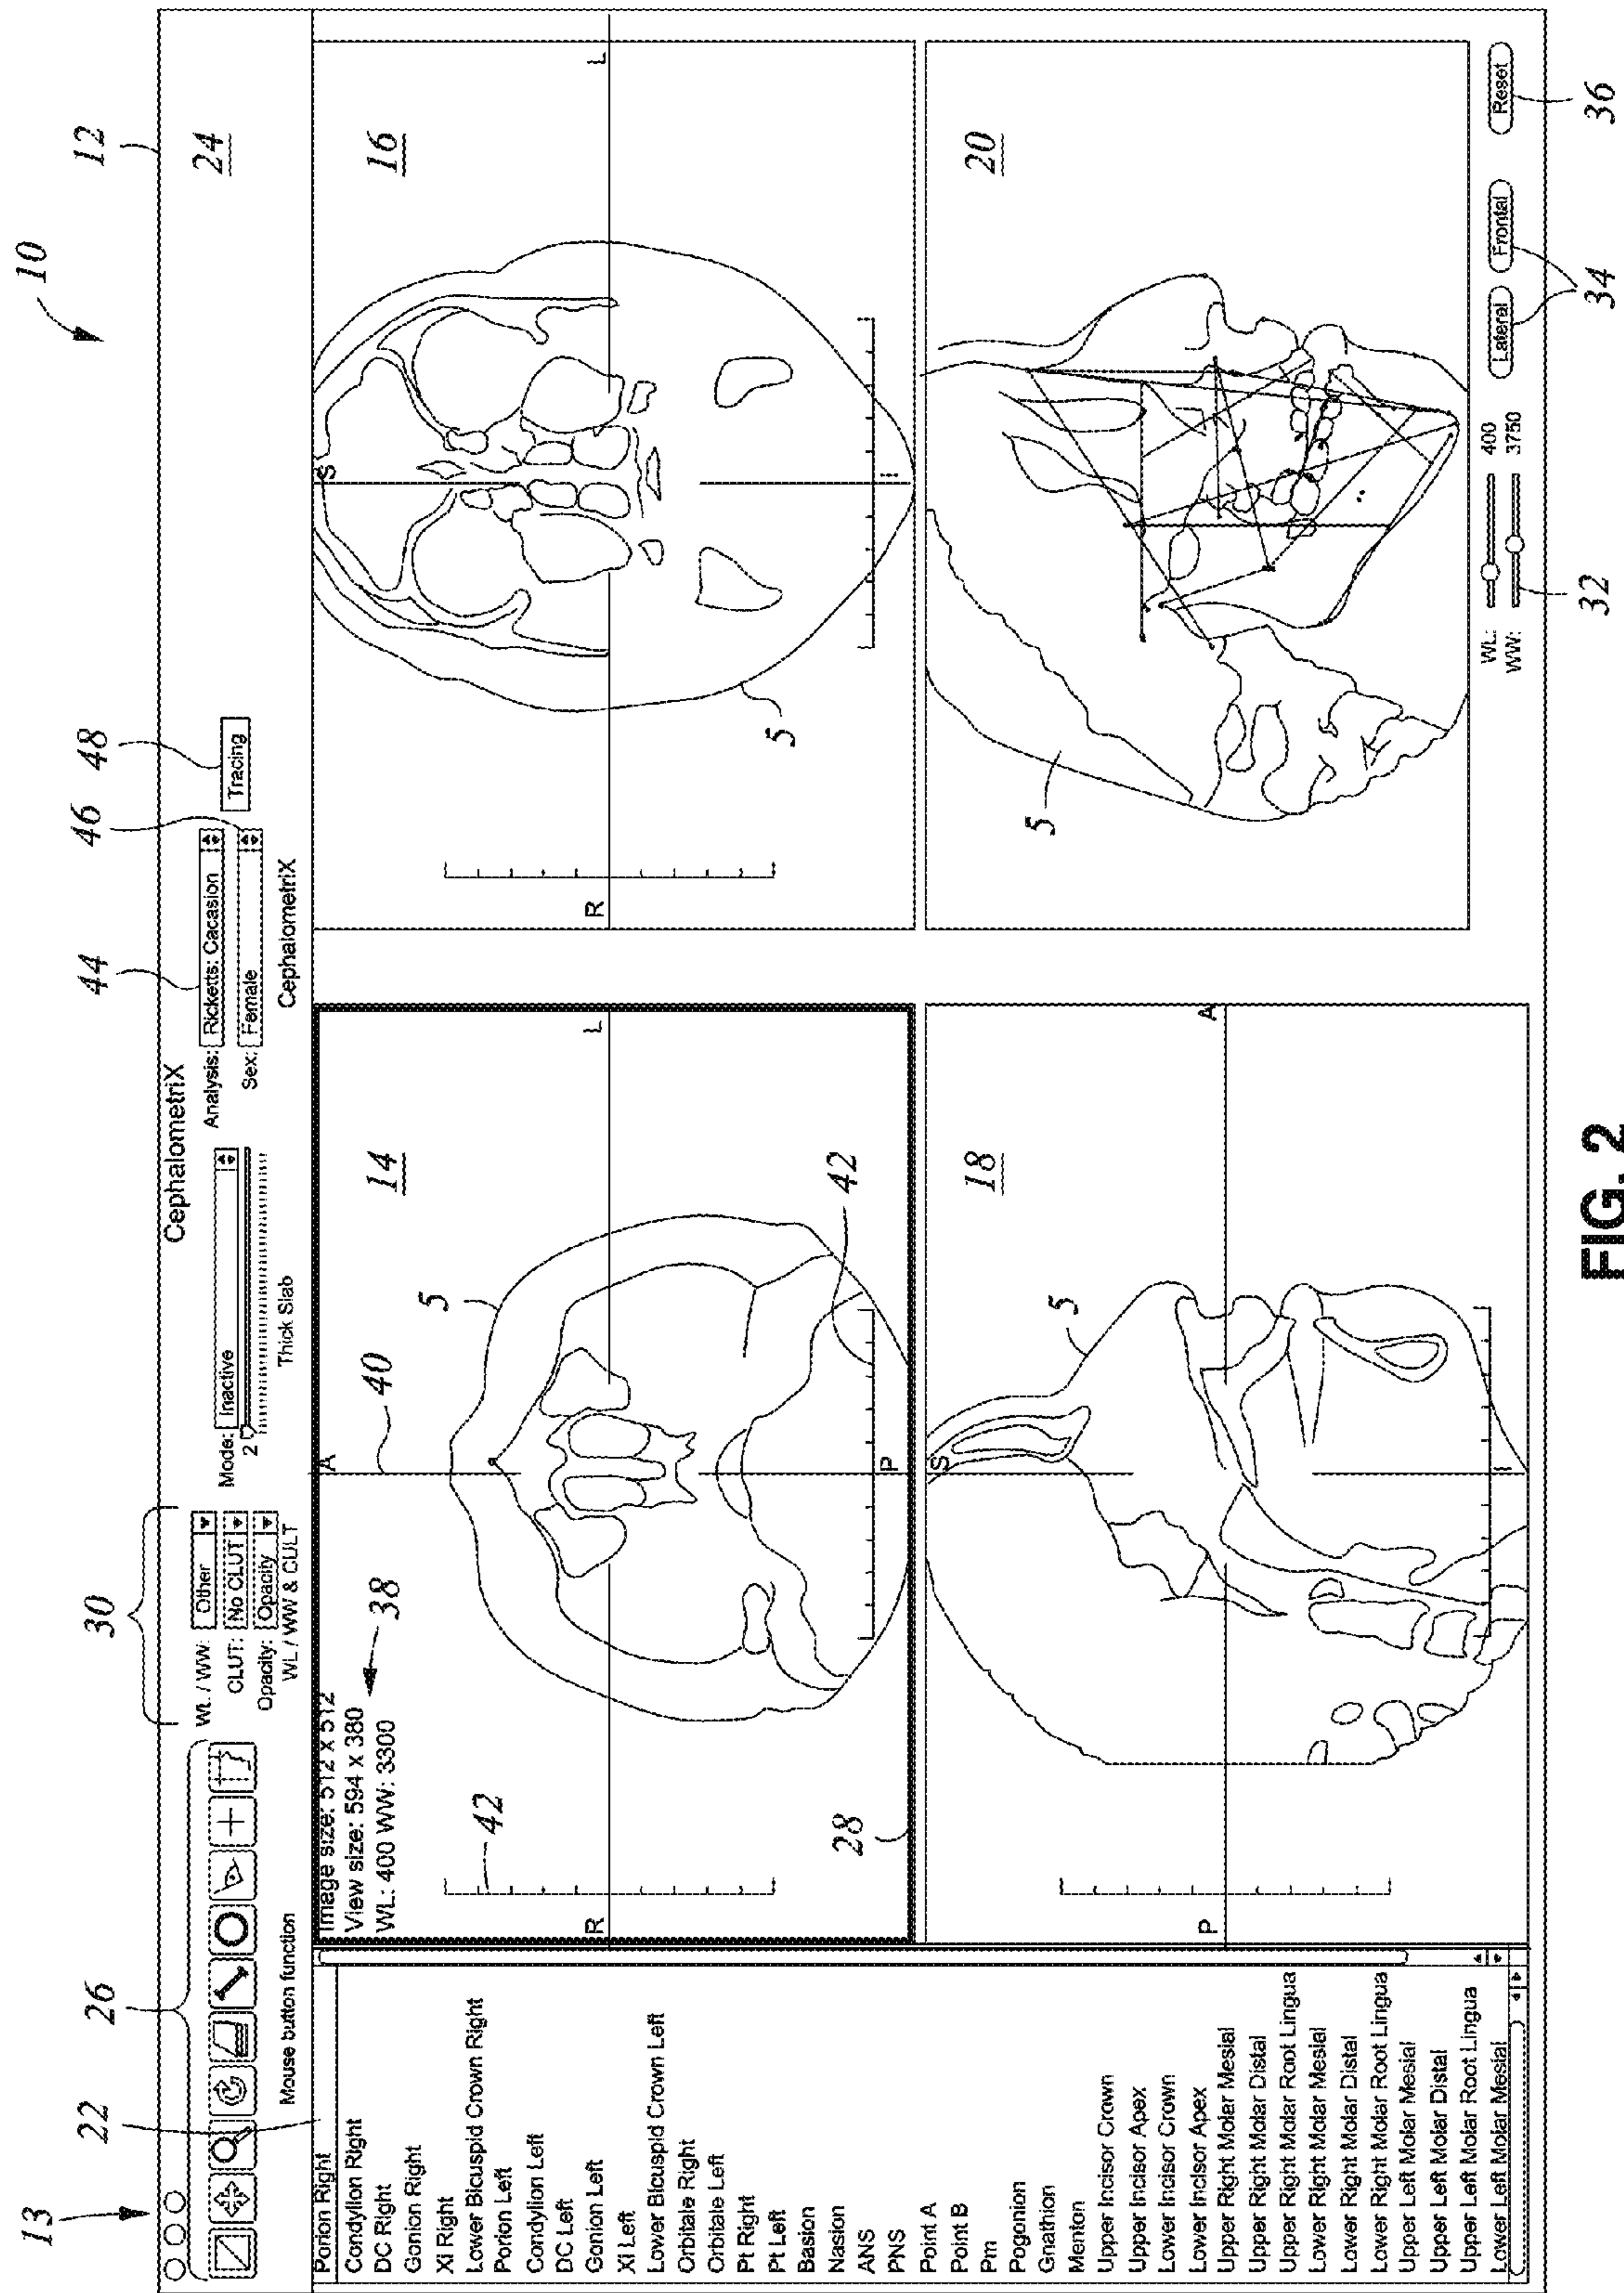 10
12
13
22
26
30
44
46
48
24
CephalometriX
Wt. / WW: Other
CLUT: No CLUT
Opacity: Opacity
WL / WW & CULT
Mode: Inactive
2
Thick Slab
Analysis: Ricketts: Cacasion
Sex: Female
CephalometriX
Tracing
Mouse button function
Porion Right
Condyllon Right
DC Right
Gonion Right
Xi Right
Lower Bicuspid Crown Right
Porion Left
Condyllon Left
DC Left
Gonion Left
Xi Left
Lower Bicuspid Crown Left
Orbitale Right
Orbitale Left
Pt Right
Pt Left
Basion
Nasion
ANS
PNS
Point A
Point B
Pm
Pogonion
Gnathion
Menton
Upper Incisor Crown
Upper Incisor Apex
Lower Incisor Crown
Lower Incisor Apex
Upper Right Molar Mesial
Upper Right Molar Distal
Upper Right Molar Root Lingua
Lower Right Molar Mesial
Lower Right Molar Distal
Lower Right Molar Root Lingua
Upper Left Molar Mesial
Upper Left Molar Distal
Upper Left Molar Root Lingua
Lower Left Molar Mesial
Image size: 512 x 512
View size: 594 x 380
WL: 400 WW: 3300
38
A
40
14
5
42
R
L
42
P
28
S
16
R
L
5
I
S
18
5
P
A
I
20
5
WL: 400
WW: 3750
Lateral
Frontal
Reset
32
34
36
FIG. 2